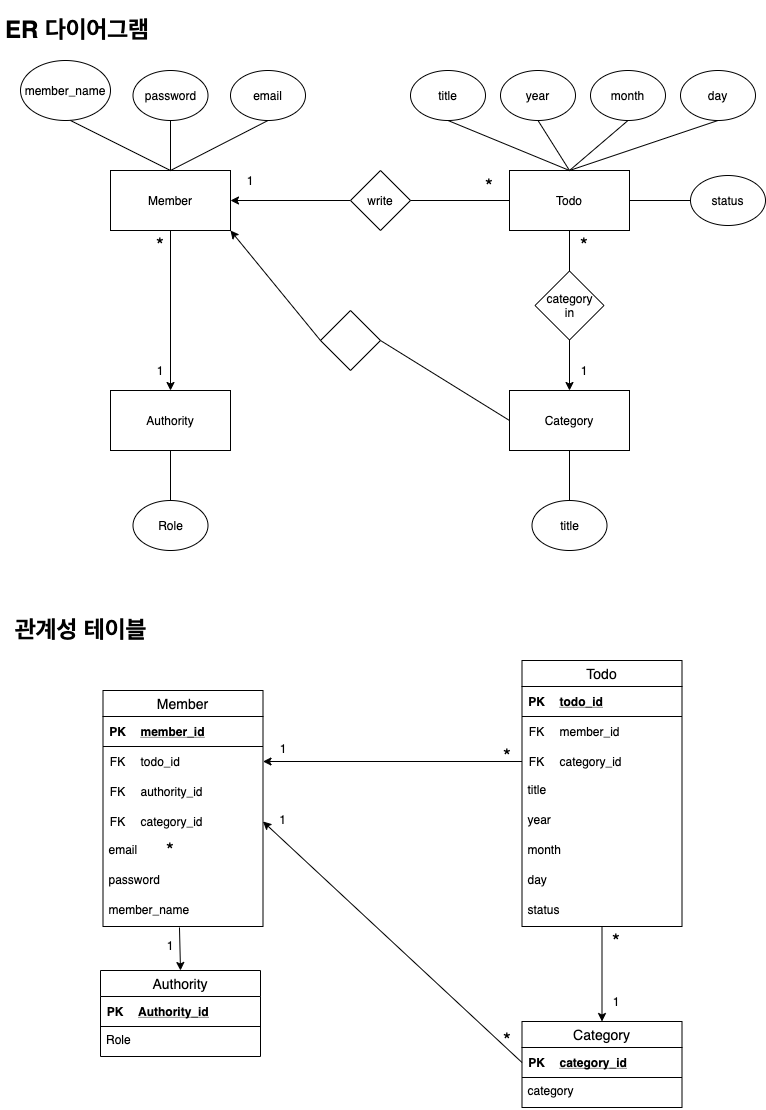 ER 다이어그램
member_name
password
email
title
year
month
day
Member
1
write
*
Todo
status
*
*
category
in
1
1
Authority
Category
Role
title
관계성 테이블
Member
PK member_id
FK todo_id
FK authority_id
FK category_id
email *
password
member_name
1
*
1
Todo
PK todo_id
FK member_id
FK category_id
title
year
month
day
status
1
*
1
*
Authority
PK Authority_id
Role
Category
PK category_id
category